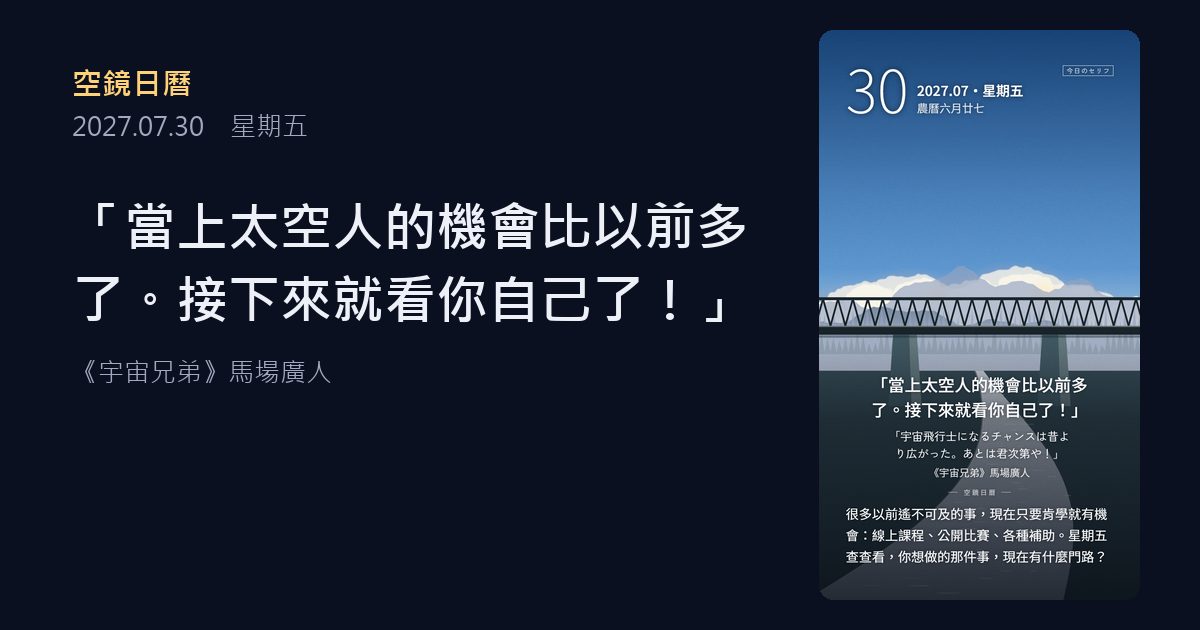 空鏡日曆
2027.07.30 星期五
「當上太空人的機會比以前多
了。接下來就看你自己了！」
《宇宙兄弟》馬場廣人
30
2027.07・星期五
農曆六月廿七
今日のセリフ
「當上太空人的機會比以前多
了。接下來就看你自己了！」
「宇宙飛行士になるチャンスは昔よ
り広がった。あとは君次第や！」
《宇宙兄弟》馬場廣人
— 空鏡日曆 —
很多以前遙不可及的事，現在只要肯學就有機
會：線上課程、公開比賽、各種補助。星期五
查查看，你想做的那件事，現在有什麼門路？